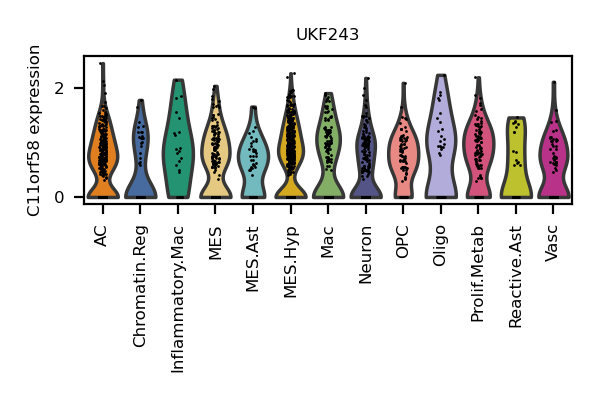 UKF243
C11orf58 expression
2
0
AC
Chromatin.Reg
Inflammatory.Mac
MES
MES.Ast
MES.Hyp
Mac
Neuron
OPC
Oligo
Prolif.Metab
Reactive.Ast
Vasc